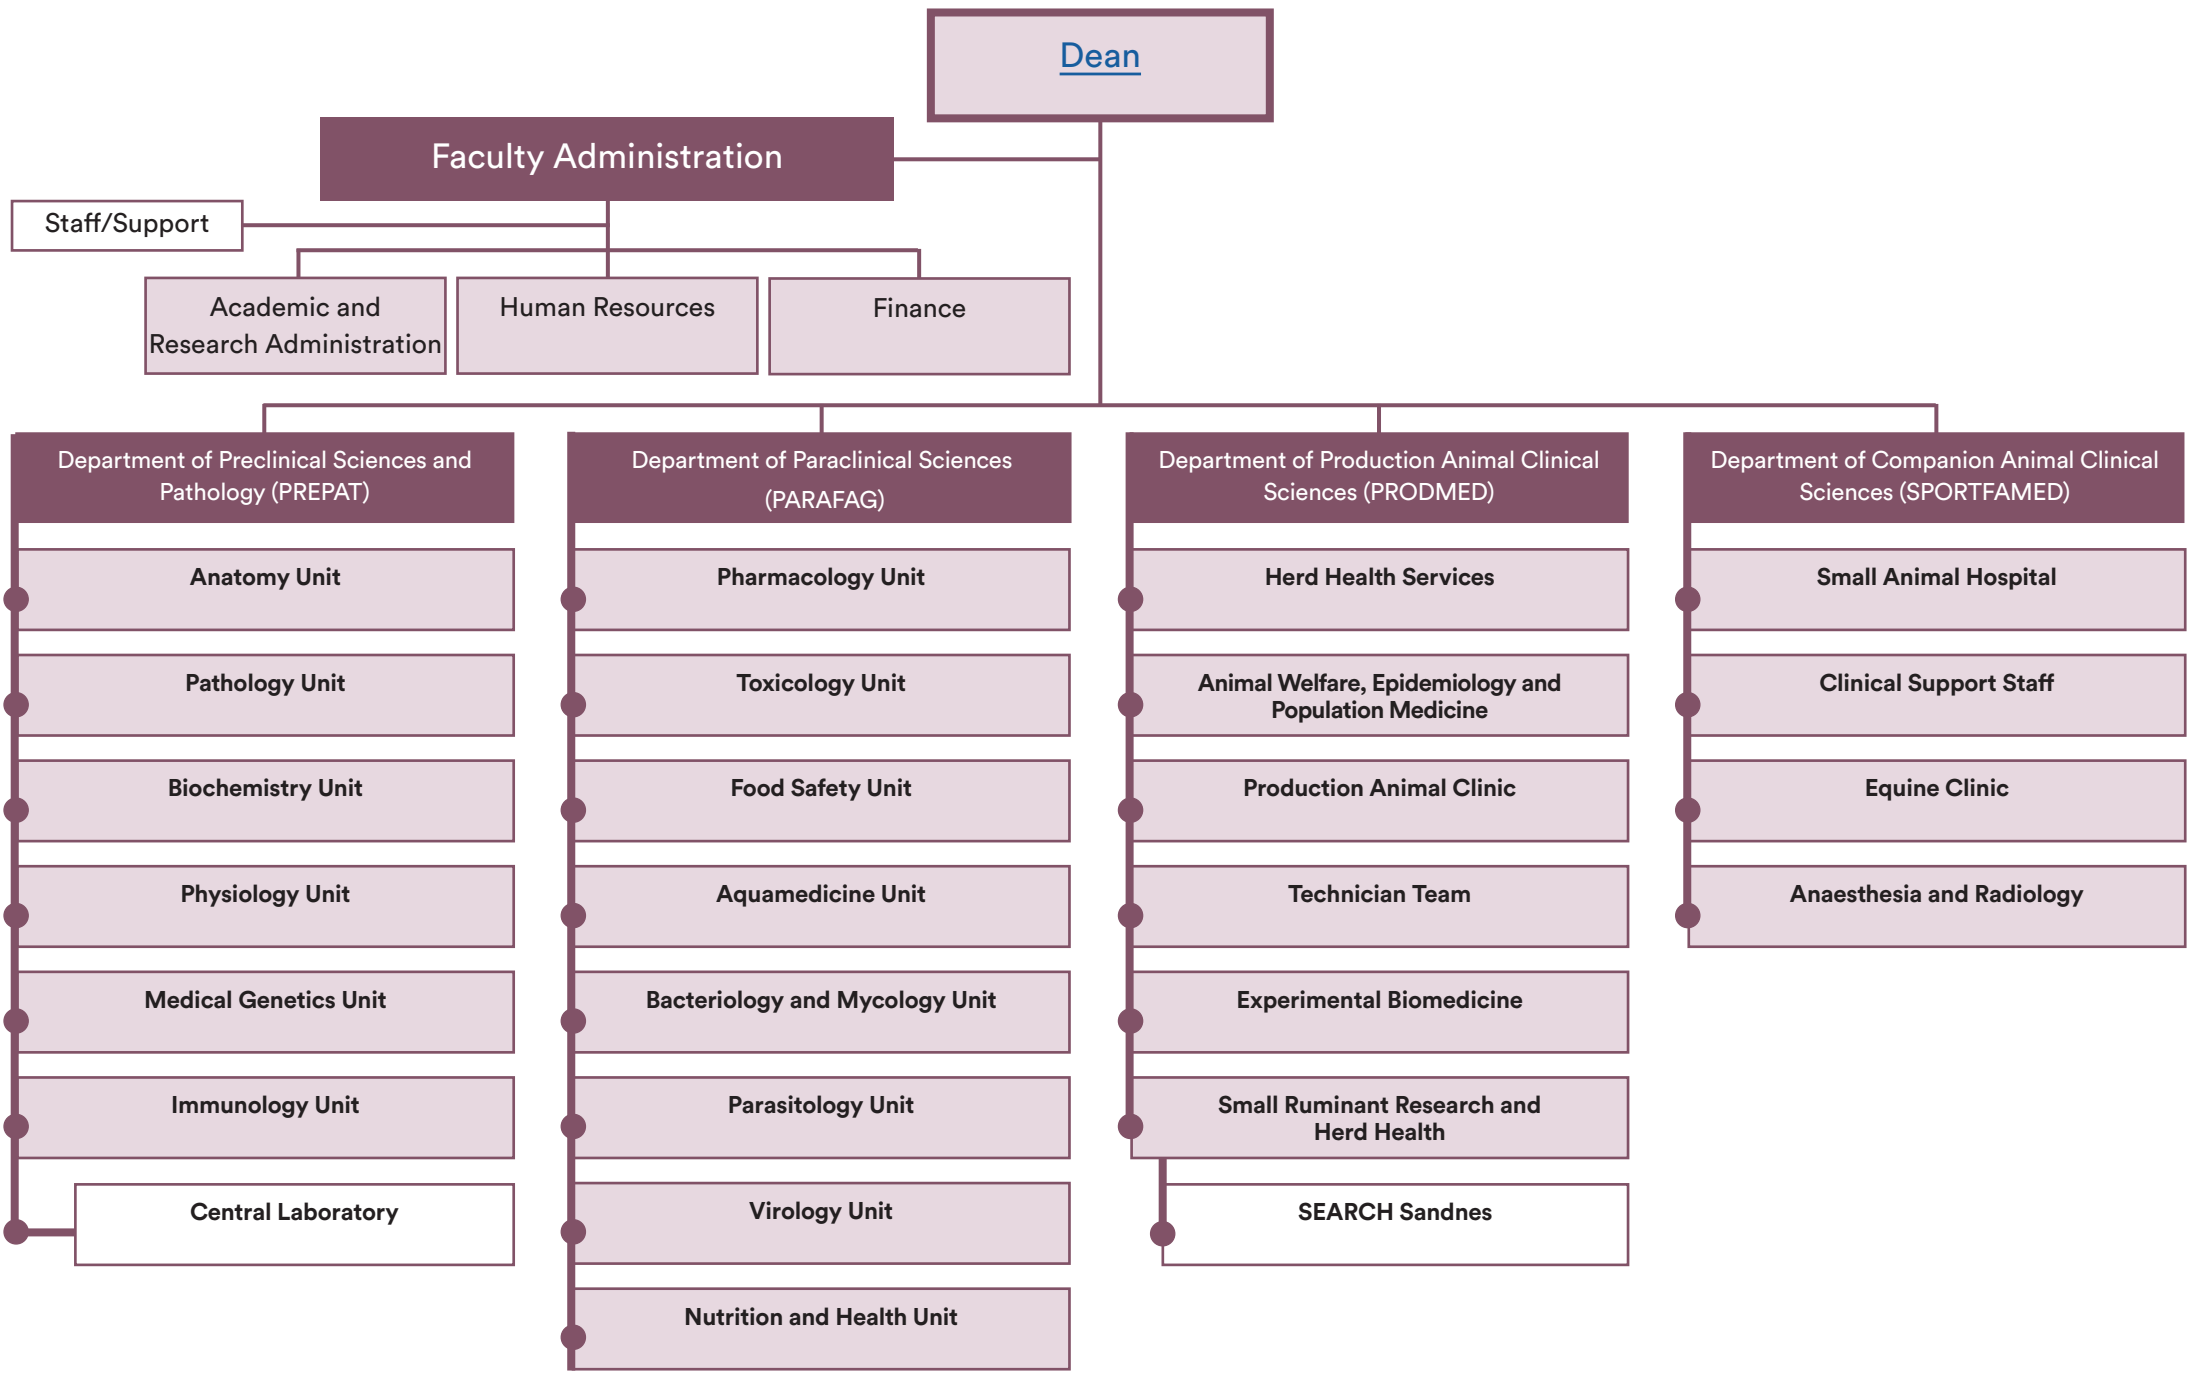 Dean
Faculty Administration
Staff/Support
Academic and
Research Administration
Human Resources
Finance
Department of Preclinical Sciences and
Pathology (PREPAT)
Anatomy Unit
Pathology Unit
Biochemistry Unit
Physiology Unit
Medical Genetics Unit
Immunology Unit
Central Laboratory
Department of Paraclinical Sciences
(PARAFAG)
Pharmacology Unit
Toxicology Unit
Food Safety Unit
Aquamedicine Unit
Bacteriology and Mycology Unit
Parasitology Unit
Virology Unit
Nutrition and Health Unit
Department of Production Animal Clinical
Sciences (PRODMED)
Herd Health Services
Animal Welfare, Epidemiology and
Population Medicine
Production Animal Clinic
Technician Team
Experimental Biomedicine
Small Ruminant Research and
Herd Health
SEARCH Sandnes
Department of Companion Animal Clinical
Sciences (SPORTFAMED)
Small Animal Hospital
Clinical Support Staff
Equine Clinic
Anaesthesia and Radiology